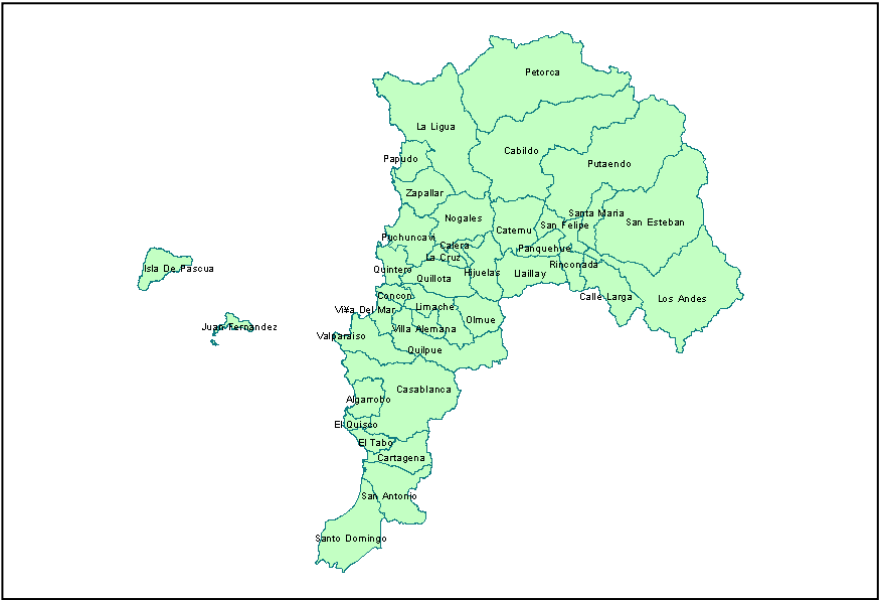 Petorca
La Ligua
Cabildo
Papudo
Putaendo
Zapallar
Nogales
Santa Maria
San Felipe
San Esteban
Catemu
Puchuncavi
Calera
Panquehue
La Cruz
Rinconada
Isla De Pascua
Quintero
Quillota
Hijuelas
Llaillay
Concon
Calle Larga
Los Andes
Vi¥a Del Mar
Limache
Olmue
Juan Fernandez
Villa Alemana
Valparaiso
Quilpue
Casablanca
Algarrobo
El Quisco
El Tabo
Cartagena
San Antonio
Santo Domingo